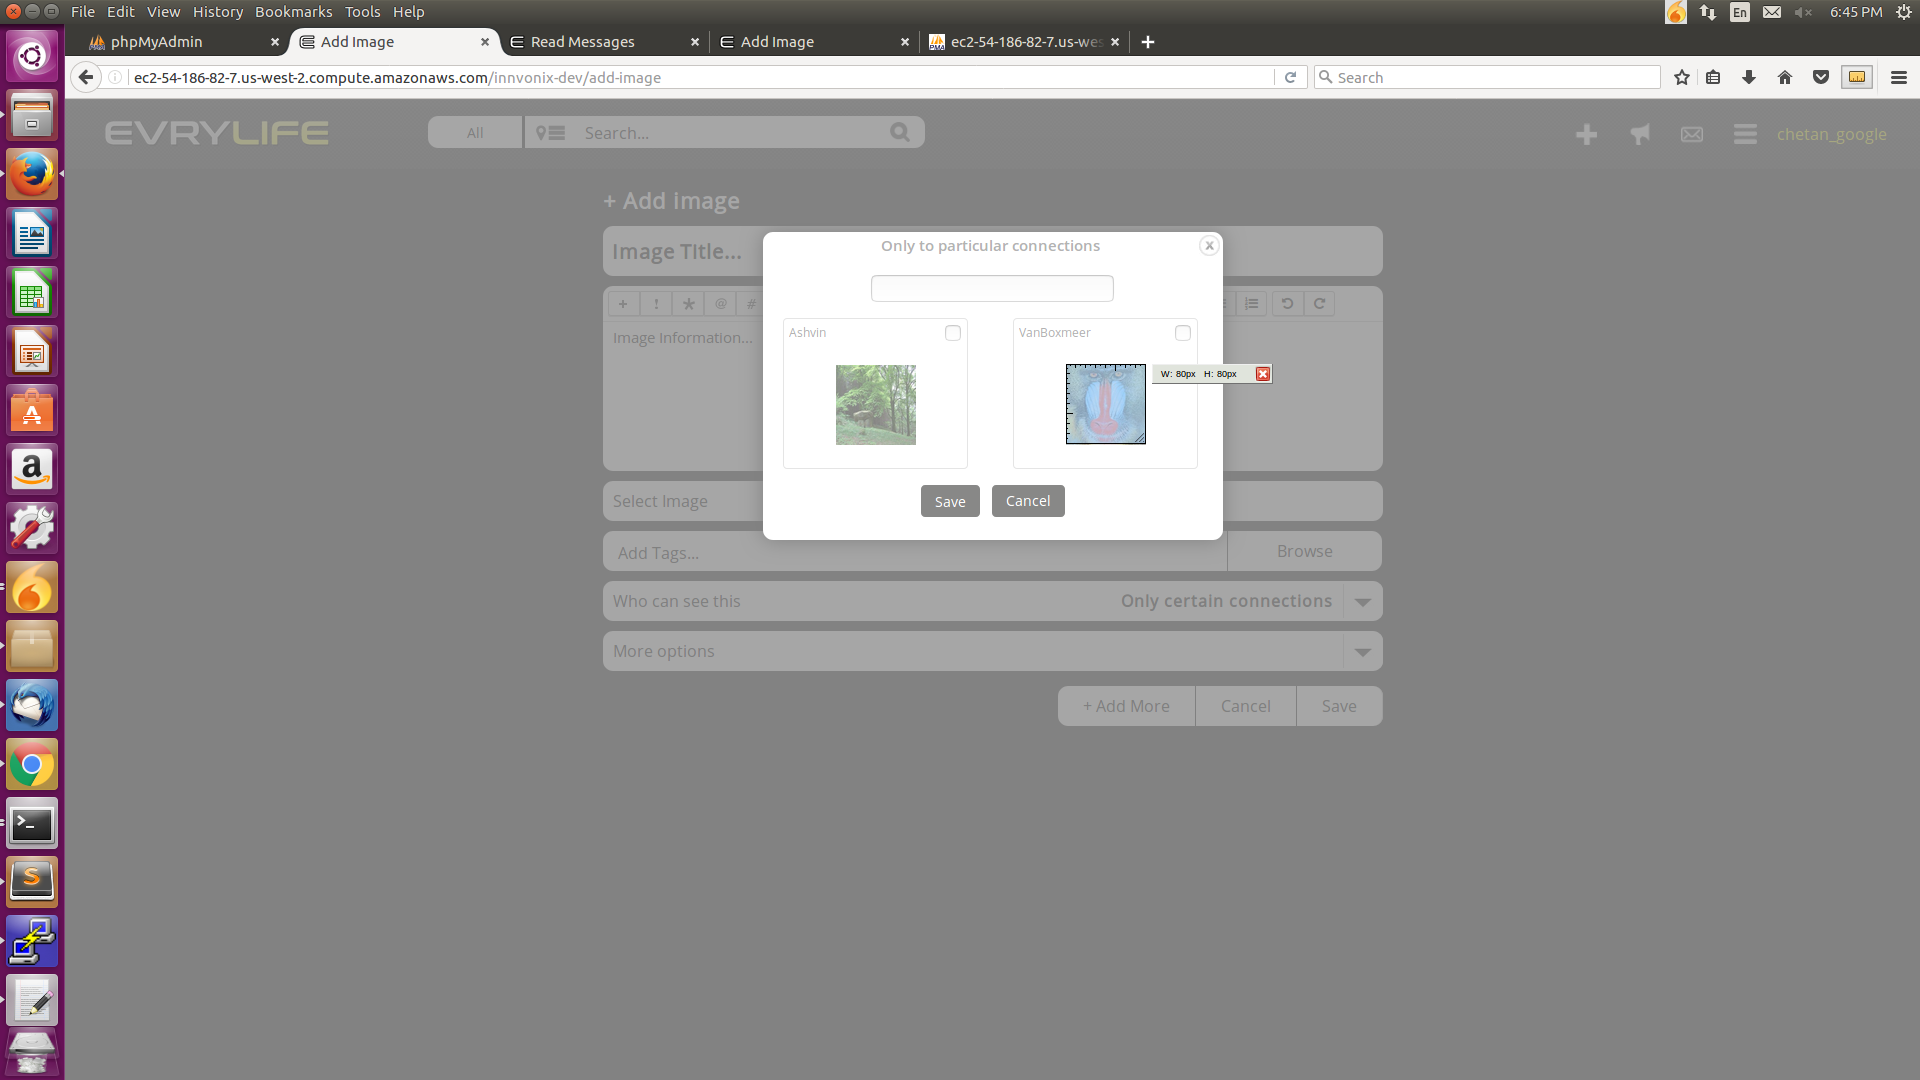 File Edit View History Bookmarks Tools Help
En 6:45 PM
phpMyAdmin
Add Image
Read Messages
Add Image
ec2-54-186-82-7.us-wes
ec2-54-186-82-7.us-west-2.compute.amazonaws.com/innvonix-dev/add-image
Search
EVRYLIFE
All
Search...
chetan_google
+ Add image
Image Title...
Only to particular connections
x
+ ! * @ #
Image Information...
Ashvin
VanBoxmeer
W: 80px H: 80px
Save Cancel
Select Image
Add Tags...
Browse
Who can see this
Only certain connections
More options
+ Add More Cancel Save